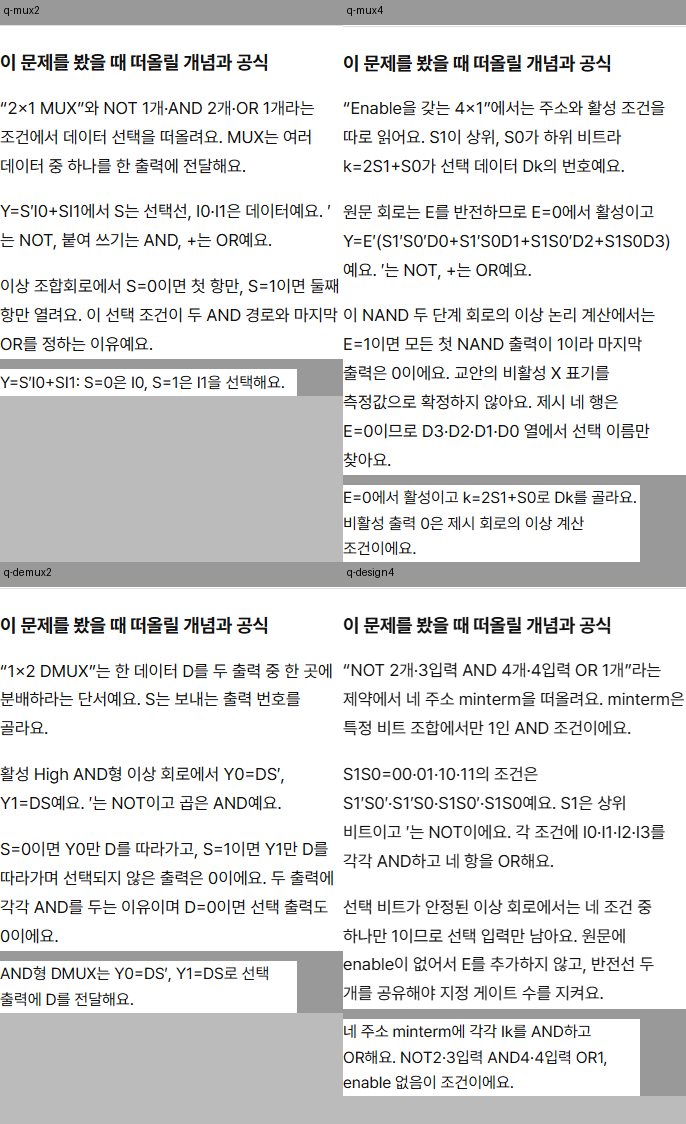 q-mux2
이 문제를 봤을 때 떠올릴 개념과 공식
“2×1 MUX”와 NOT 1개·AND 2개·OR 1개라는
조건에서 데이터 선택을 떠올려요. MUX는 여러
데이터 중 하나를 한 출력에 전달해요.
Y=S′I0+SI1에서 S는 선택선, I0·I1은 데이터예요. ′
는 NOT, 붙여 쓰기는 AND, +는 OR예요.
이상 조합회로에서 S=0이면 첫 항만, S=1이면 둘째
항만 열려요. 이 선택 조건이 두 AND 경로와 마지막
OR를 정하는 이유예요.
Y=S′I0+SI1: S=0은 I0, S=1은 I1을 선택해요.
q-mux4
이 문제를 봤을 때 떠올릴 개념과 공식
“Enable을 갖는 4×1”에서는 주소와 활성 조건을
따로 읽어요. S1이 상위, S0가 하위 비트라
k=2S1+S0가 선택 데이터 Dk의 번호예요.
원문 회로는 E를 반전하므로 E=0에서 활성이고
Y=E′(S1′S0′D0+S1′S0D1+S1S0′D2+S1S0D3)
예요. ′는 NOT, +는 OR예요.
이 NAND 두 단계 회로의 이상 논리 계산에서는
E=1이면 모든 첫 NAND 출력이 1이라 마지막
출력은 0이에요. 교안의 비활성 X 표기를
측정값으로 확정하지 않아요. 제시 네 행은
E=0이므로 D3·D2·D1·D0 열에서 선택 이름만
찾아요.
E=0에서 활성이고 k=2S1+S0로 Dk를 골라요.
비활성 출력 0은 제시 회로의 이상 계산
조건이에요.
q-demux2
이 문제를 봤을 때 떠올릴 개념과 공식
“1×2 DMUX”는 한 데이터 D를 두 출력 중 한 곳에
분배하라는 단서예요. S는 보내는 출력 번호를
골라요.
활성 High AND형 이상 회로에서 Y0=DS′,
Y1=DS예요. ′는 NOT이고 곱은 AND예요.
S=0이면 Y0만 D를 따라가고, S=1이면 Y1만 D를
따라가며 선택되지 않은 출력은 0이에요. 두 출력에
각각 AND를 두는 이유이며 D=0이면 선택 출력도
0이에요.
AND형 DMUX는 Y0=DS′, Y1=DS로 선택
출력에 D를 전달해요.
q-design4
이 문제를 봤을 때 떠올릴 개념과 공식
“NOT 2개·3입력 AND 4개·4입력 OR 1개”라는
제약에서 네 주소 minterm을 떠올려요. minterm은
특정 비트 조합에서만 1인 AND 조건이에요.
S1S0=00·01·10·11의 조건은
S1′S0′·S1′S0·S1S0′·S1S0예요. S1은 상위
비트이고 ′는 NOT이에요. 각 조건에 I0·I1·I2·I3를
각각 AND하고 네 항을 OR해요.
선택 비트가 안정된 이상 회로에서는 네 조건 중
하나만 1이므로 선택 입력만 남아요. 원문에
enable이 없어서 E를 추가하지 않고, 반전선 두
개를 공유해야 지정 게이트 수를 지켜요.
네 주소 minterm에 각각 Ik를 AND하고
OR해요. NOT2·3입력 AND4·4입력 OR1,
enable 없음이 조건이에요.